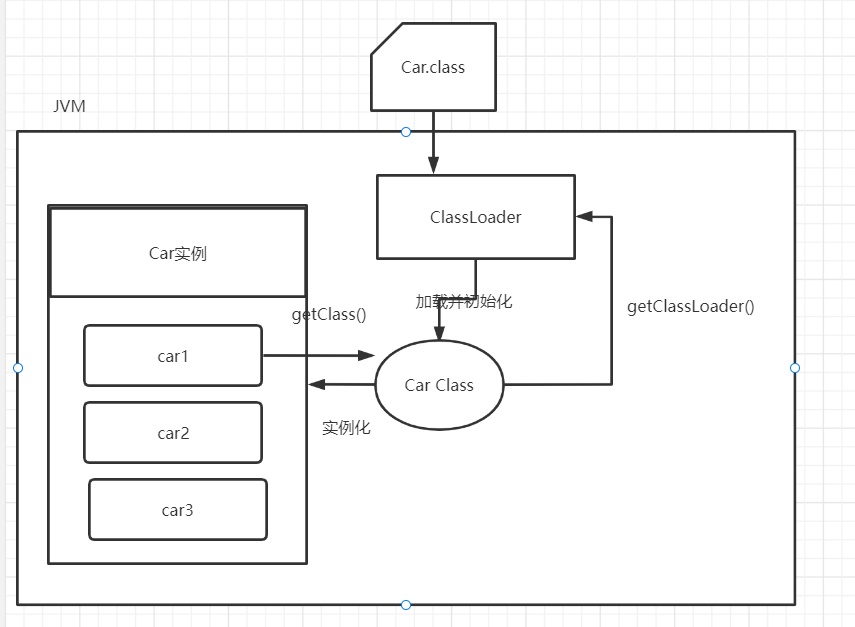 Car.class
JVM
ClassLoader
Car实例
加载并初始化
getClass()
getClassLoader()
car1
Car Class
实例化
car2
car3